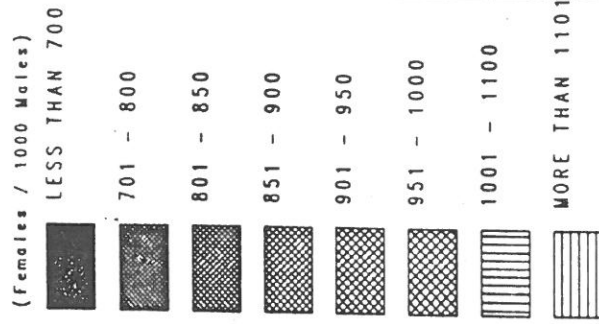 (Females / 1000 Males)
LESS THAN 700
701 - 800
801 - 850
851 - 900
901 - 950
951 - 1000
1001 - 1100
MORE THAN 1101